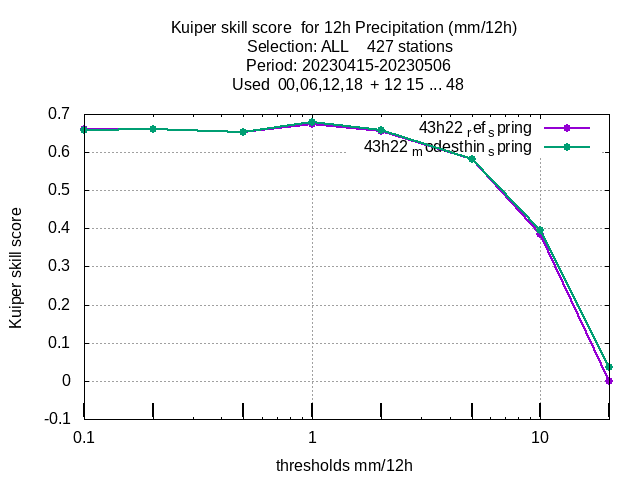 Kuiper skill score  for 12h Precipitation (mm/12h)
Selection: ALL    427 stations
Period: 20230415-20230506
Used  00,06,12,18  + 12 15 ... 48
43h22 ref spring
43h22 modesthin spring
0.7
0.6
0.5
0.4
0.3
0.2
0.1
0
-0.1
Kuiper skill score
0.1
1
10
thresholds mm/12h